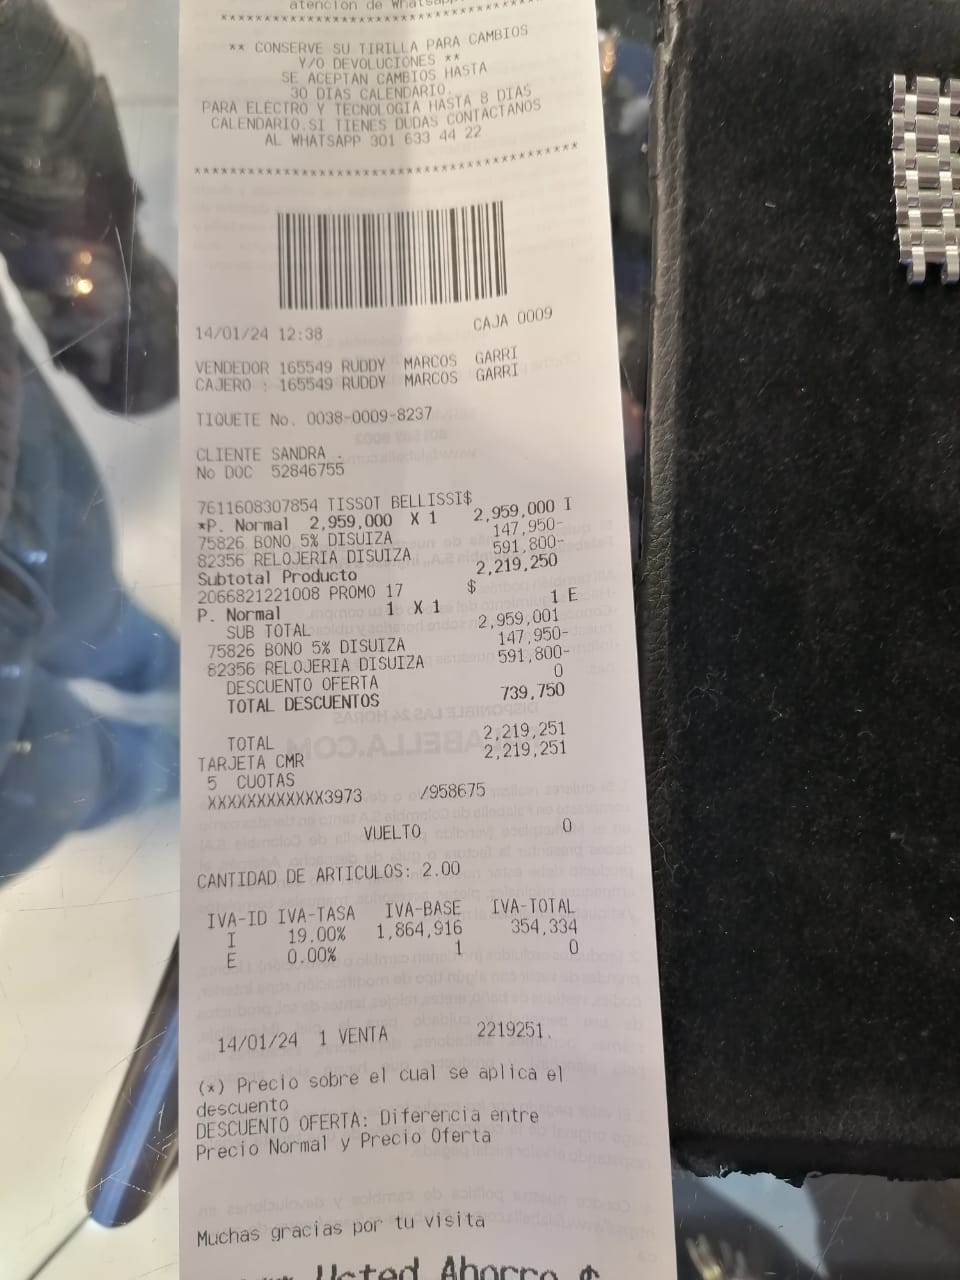 atencion de Whatsapp
****************************************
** CONSERVE SU TIRILLA PARA CAMBIOS
Y/O DEVOLUCIONES **
SE ACEPTAN CAMBIOS HASTA
30 DIAS CALENDARIO.
PARA ELECTRO Y TECNOLOGIA HASTA 8 DIAS
CALENDARIO.SI TIENES DUDAS CONTACTANOS
AL WHATSAPP 301 633 44 22
****************************************
14/01/24 12:38 CAJA 0009
VENDEDOR 165549 RUDDY MARCOS GARRI
CAJERO : 165549 RUDDY MARCOS GARRI
TIQUETE No. 0038-0009-8237
CLIENTE SANDRA .
No DOC 52846755
7611608307854 TISSOT BELLISSI$
*P. Normal 2,959,000 X 1 2,959,000 I
75826 BONO 5% DISUIZA 147,950-
82356 RELOJERIA DISUIZA 591,800-
Subtotal Producto 2,219,250
2066821221008 PROMO 17 $
P. Normal 1 X 1 1 E
SUB TOTAL 2,959,001
75826 BONO 5% DISUIZA 147,950-
82356 RELOJERIA DISUIZA 591,800-
DESCUENTO OFERTA 0
TOTAL DESCUENTOS 739,750
TOTAL 2,219,251
TARJETA CMR 2,219,251
5 CUOTAS
XXXXXXXXXXXX3973 /958675
VUELTO 0
CANTIDAD DE ARTICULOS: 2.00
IVA-ID IVA-TASA IVA-BASE IVA-TOTAL
I 19.00% 1,864,916 354,334
E 0.00% 1 0
14/01/24 1 VENTA 2219251.
(*) Precio sobre el cual se aplica el
descuento
DESCUENTO OFERTA: Diferencia entre
Precio Normal y Precio Oferta
Muchas gracias por tu visita
Usted Ahorro $